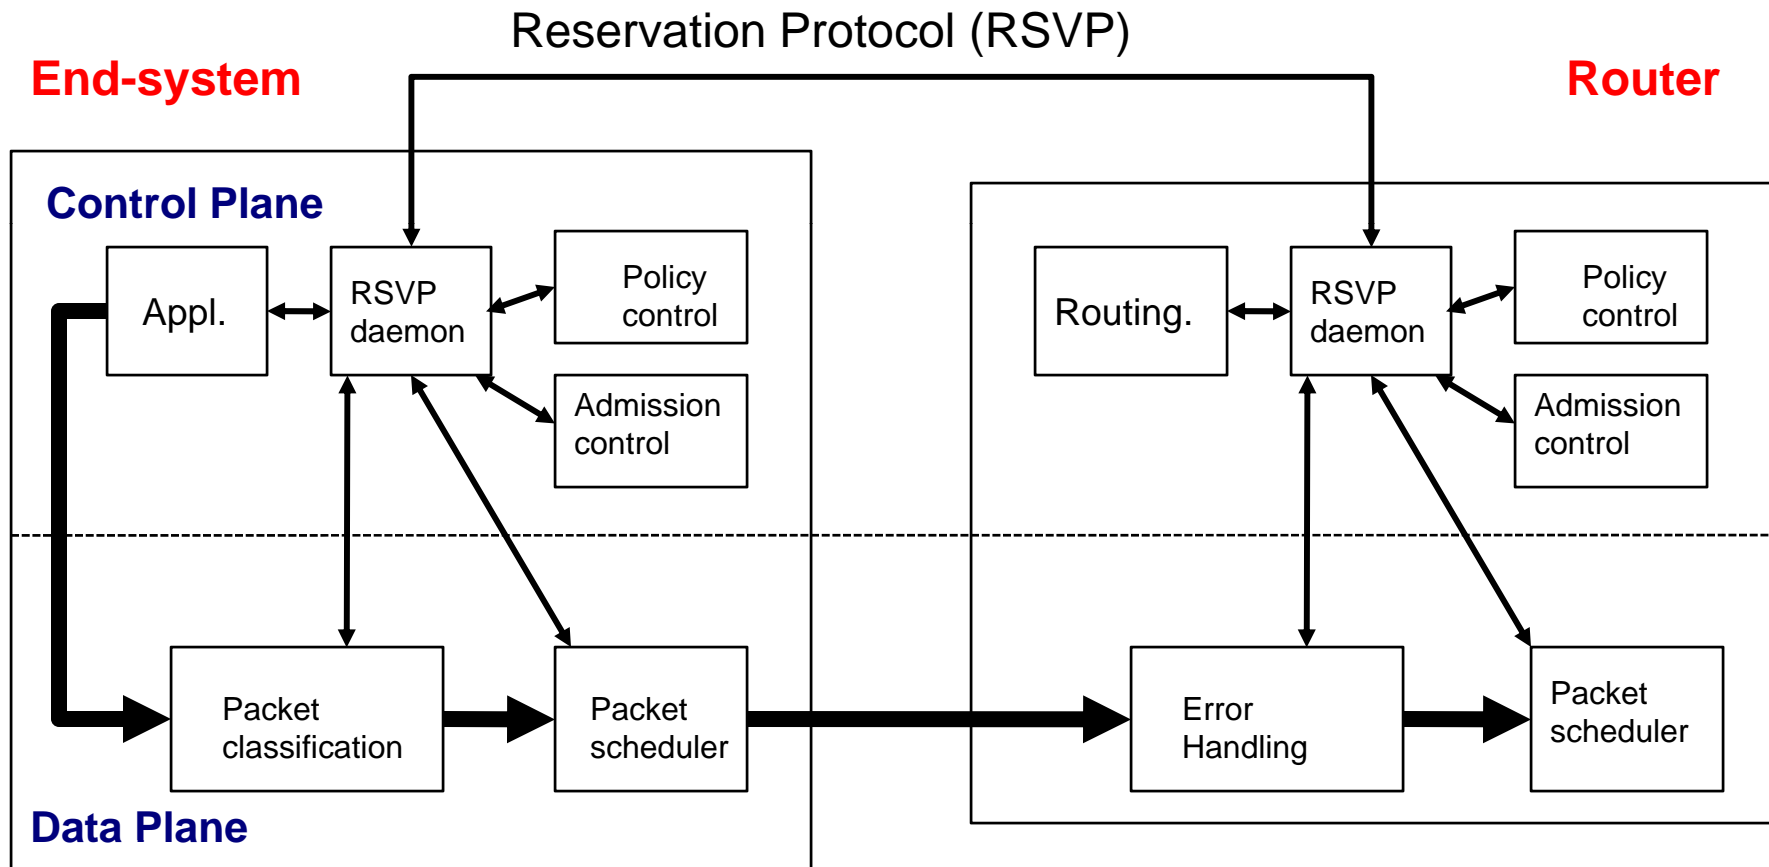 Reservation Protocol (RSVP)
End-system
Router
Control Plane
Appl.
RSVP
daemon
Policy
control
Admission
control
Routing.
RSVP
daemon
Policy
control
Admission
control
Packet
classification
Packet
scheduler
Error
Handling
Packet
scheduler
Data Plane